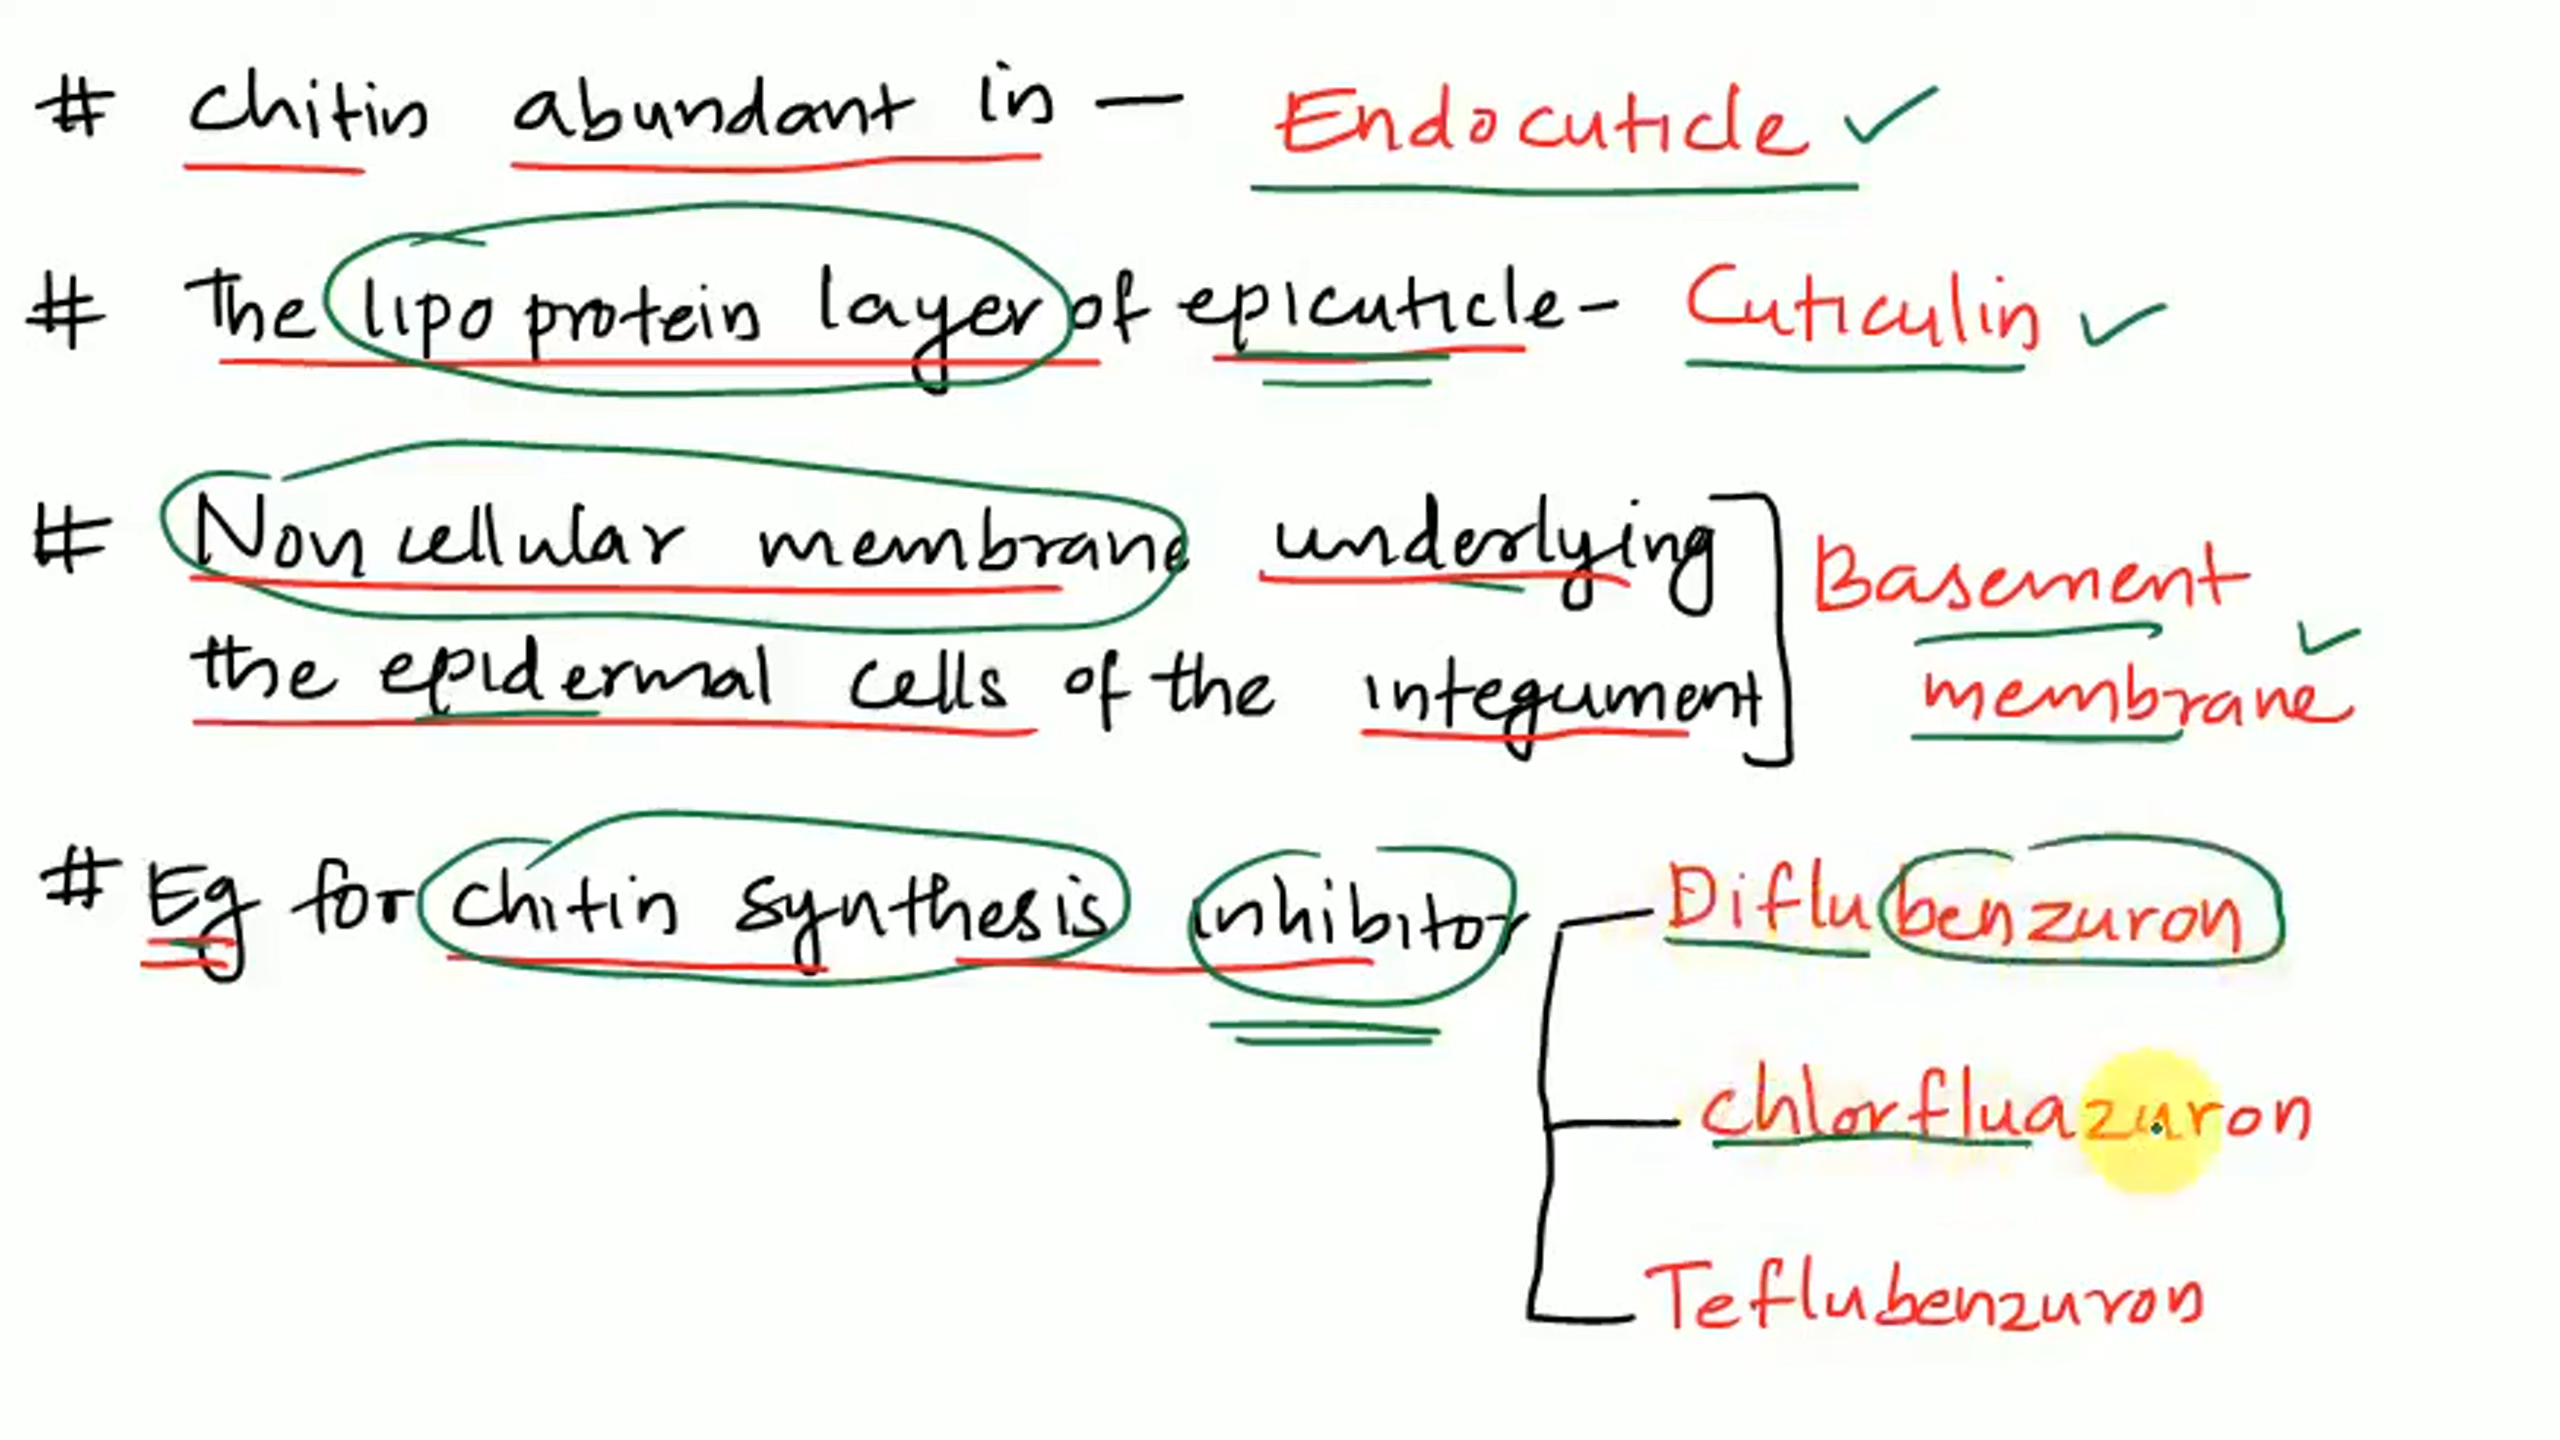 # chitin abundant in — Endocuticle ✓
# The lipo protein layer of epicuticle - Cuticulin ✓
# Non cellular membrane underlying
the epidermal cells of the integument
Basement
membrane ✓
# Eg for chitin synthesis inhibitor
Diflubenzuron
chlorfluazuron
Teflubenzuron